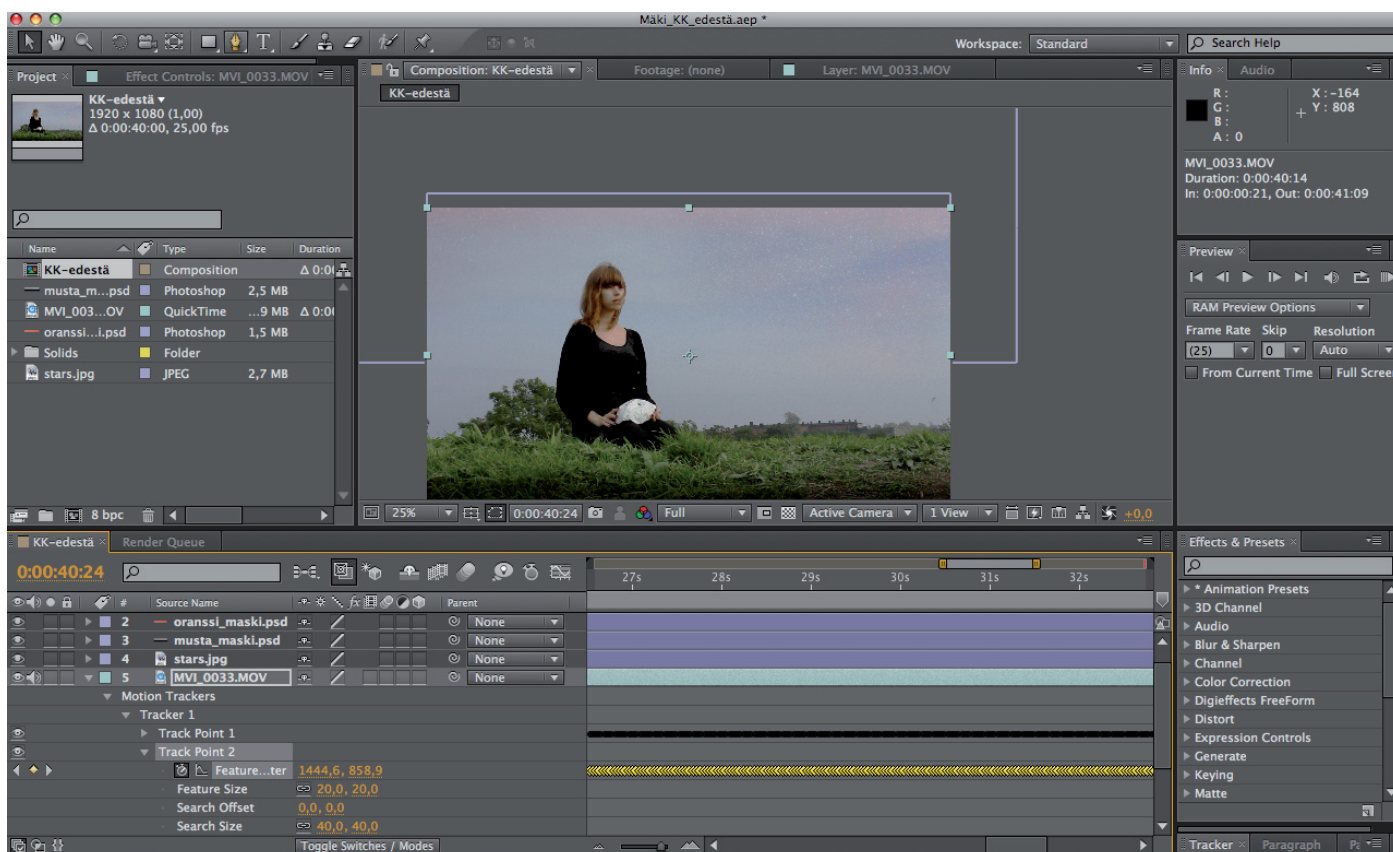 Mäki_KK_edestä.aep *
T
Workspace: Standard
Search Help
Project
Effect Controls: MVI_0033.MOV
Composition: KK-edestä
Footage: (none)
Layer: MVI_0033.MOV
Info
Audio
KK-edestä
1920 x 1080 (1,00)
Δ 0:00:40:00, 25,00 fps
KK-edestä
R :
G :
B :
A : 0
X : -164
Y : 808
MVI_0033.MOV
Duration: 0:00:40:14
In: 0:00:00:21, Out: 0:00:41:09
Name
Type
Size
Duration
KK-edestä Composition Δ 0:0
musta_m...psd Photoshop 2,5 MB
MVI_003...OV QuickTime ...9 MB Δ 0:0
oranssi...i.psd Photoshop 1,5 MB
Solids Folder
stars.jpg JPEG 2,7 MB
8 bpc
Preview
RAM Preview Options
Frame Rate Skip Resolution
(25) 0 Auto
From Current Time Full Scree
25% 0:00:40:24 Full Active Camera 1 View +0,0
KK-edestä
Render Queue
0:00:40:24
27s 28s 29s 30s 31s 32s
# Source Name fx Parent
2 oranssi_maski.psd None
3 musta_maski.psd None
4 stars.jpg None
5 MVI_0033.MOV None
Motion Trackers
Tracker 1
Track Point 1
Track Point 2
Feature...ter 1444,6, 858,9
Feature Size 20,0, 20,0
Search Offset 0,0, 0,0
Search Size 40,0, 40,0
Toggle Switches / Modes
Effects & Presets
* Animation Presets
3D Channel
Audio
Blur & Sharpen
Channel
Color Correction
Digieffects FreeForm
Distort
Expression Controls
Generate
Keying
Matte
Tracker
Paragraph